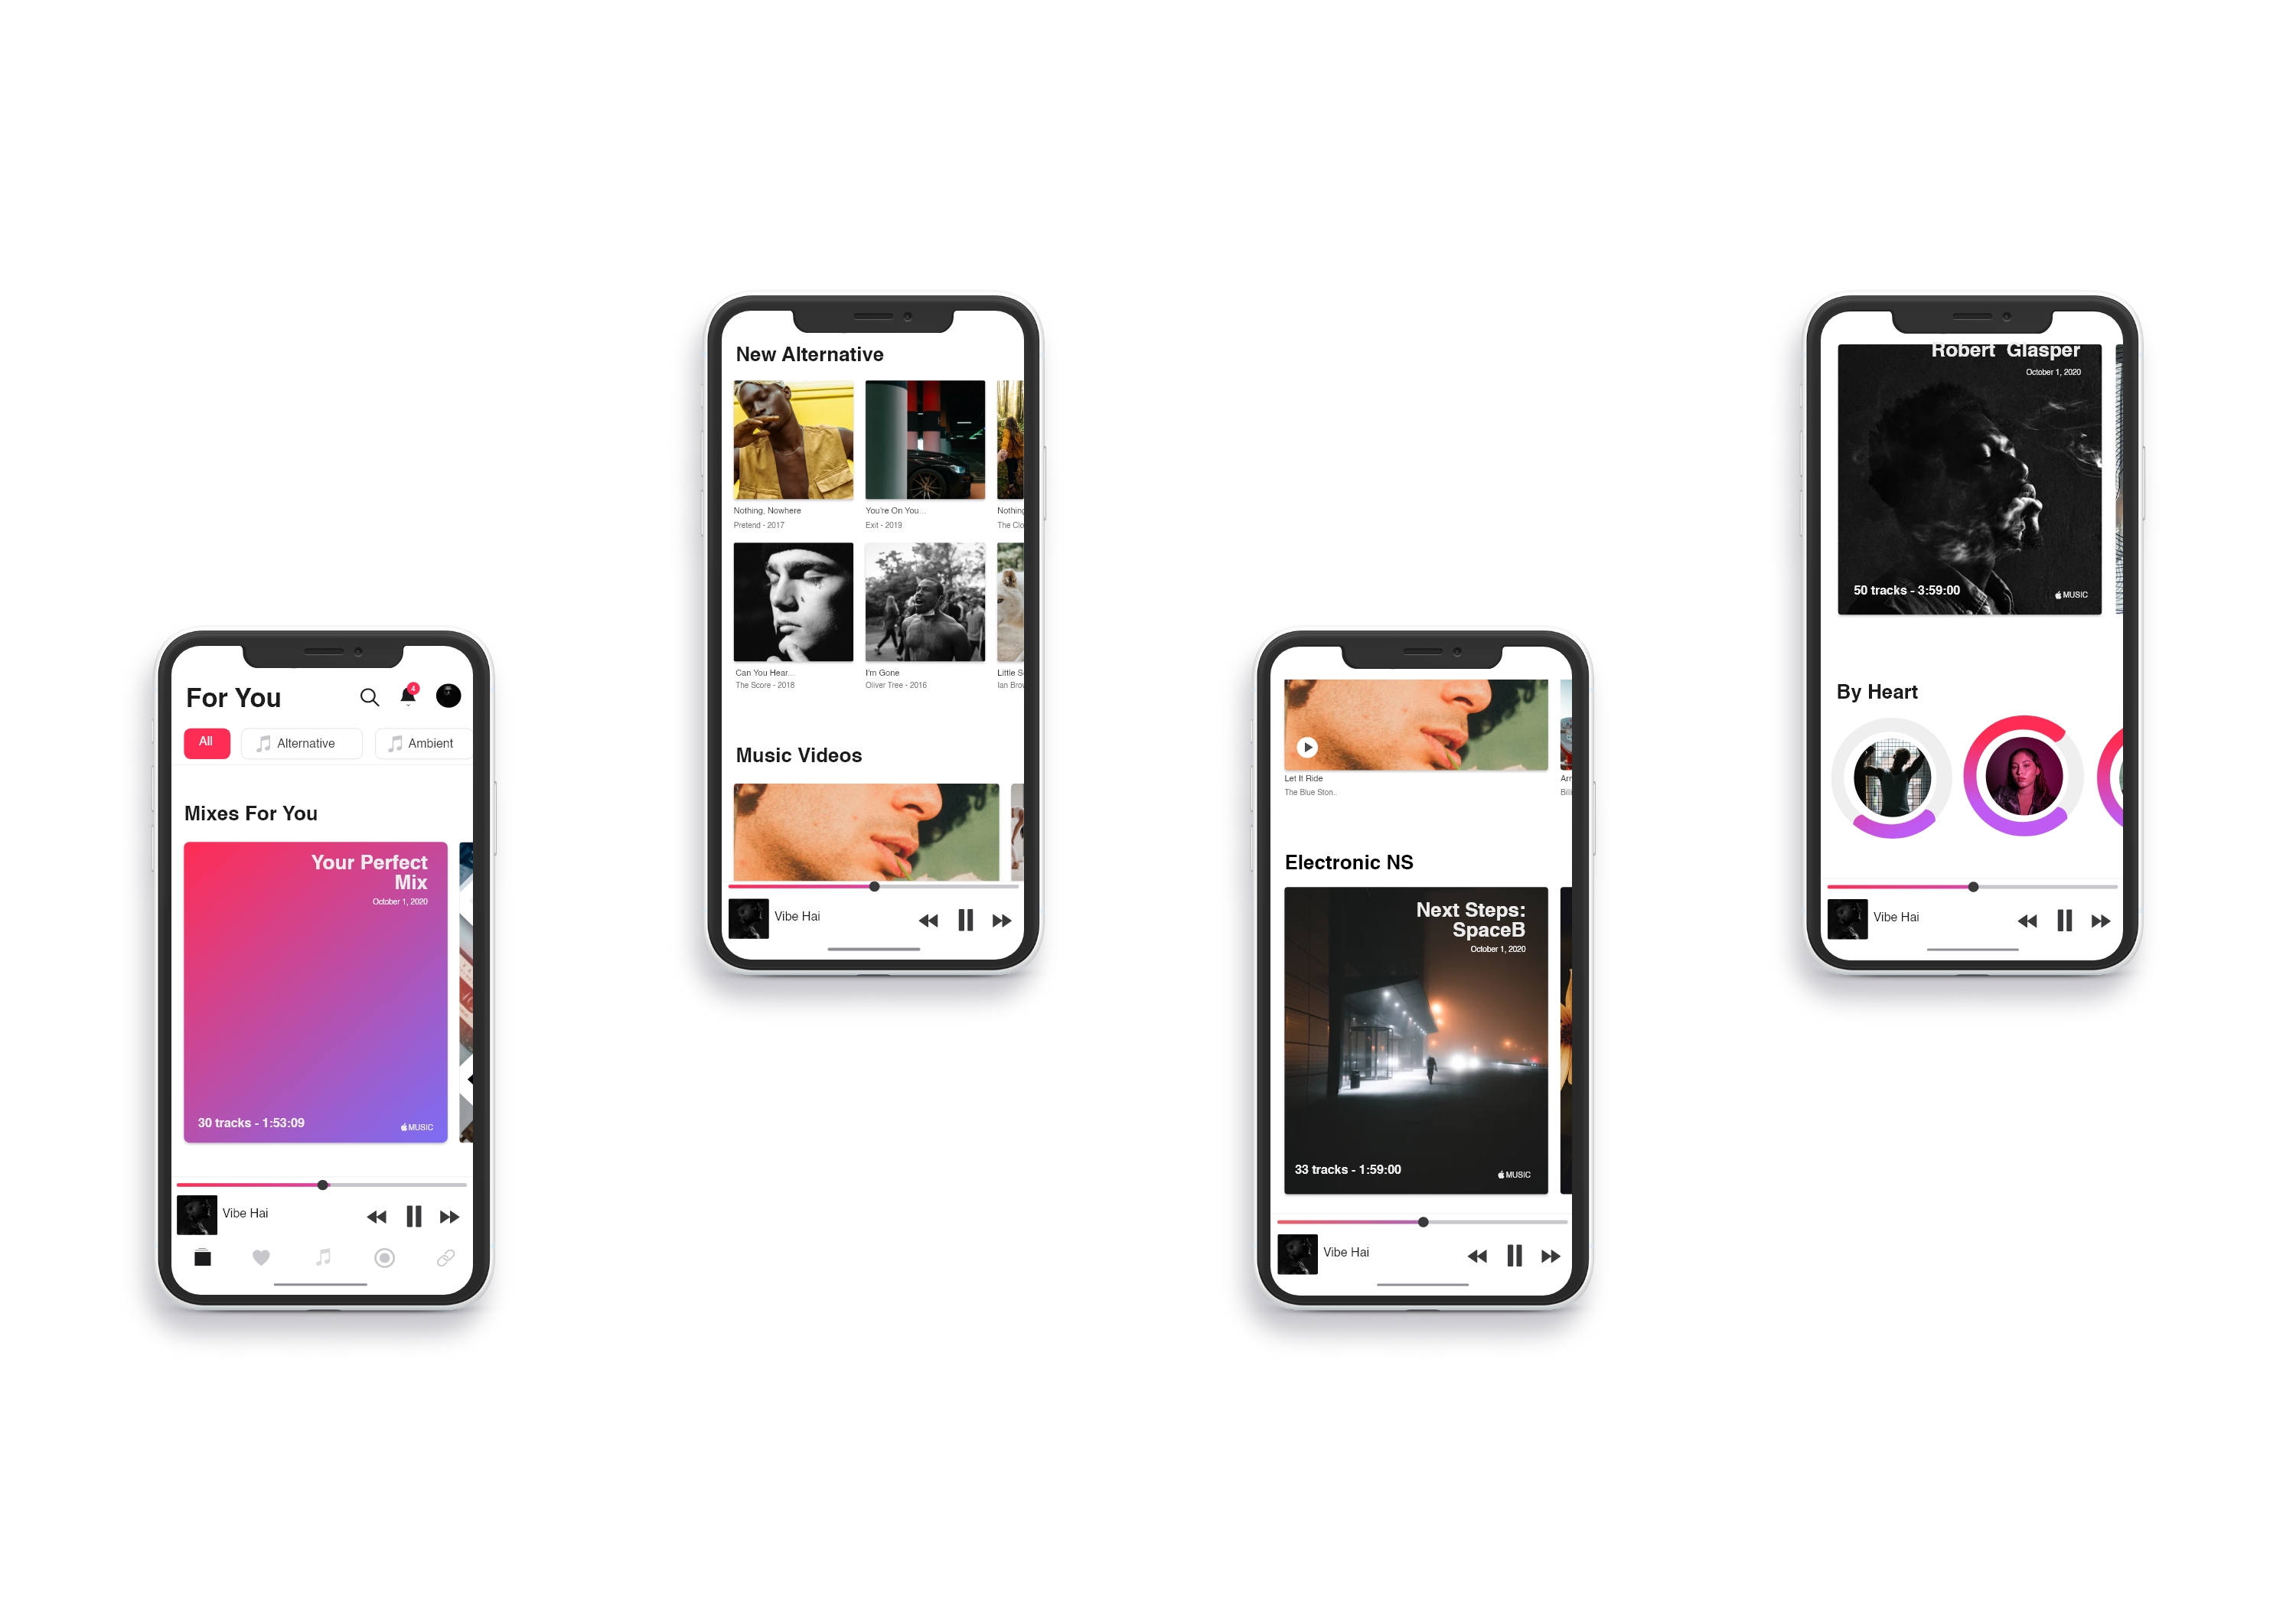 For You
4
All
Alternative
Ambient
Mixes For You
Your Perfect
Mix
October 1, 2020
30 tracks - 1:53:09
MUSIC
Vibe Hai
New Alternative
Nothing, Nowhere
Pretend - 2017
You're On You...
Exit - 2019
Nothing
The Clo
Can You Hear...
The Score - 2018
I'm Gone
Oliver Tree - 2016
Little S
Ian Brow
Music Videos
Vibe Hai
Let It Ride
The Blue Ston..
Arr
Billi
Electronic NS
Next Steps:
SpaceB
October 1, 2020
33 tracks - 1:59:00
MUSIC
Vibe Hai
Robert Glasper
October 1, 2020
50 tracks - 3:59:00
MUSIC
By Heart
Vibe Hai